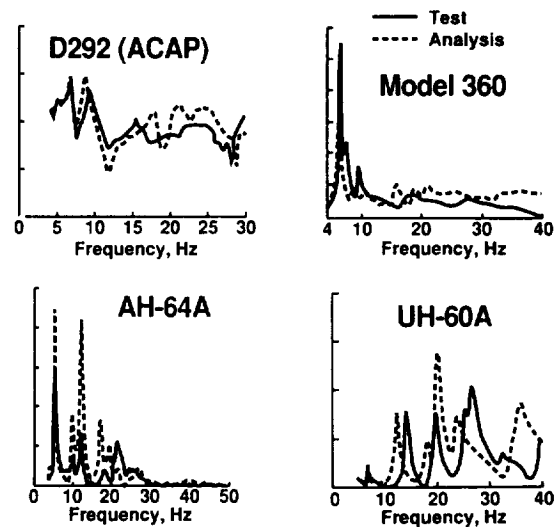 Test
Analysis
D292 (ACAP)
0 5 10 15 20 25 30
Frequency, Hz
Model 360
4 10 20 30 40
Frequency, Hz
AH-64A
0 10 20 30 40 50
Frequency, Hz
UH-60A
0 10 20 30 40
Frequency, Hz